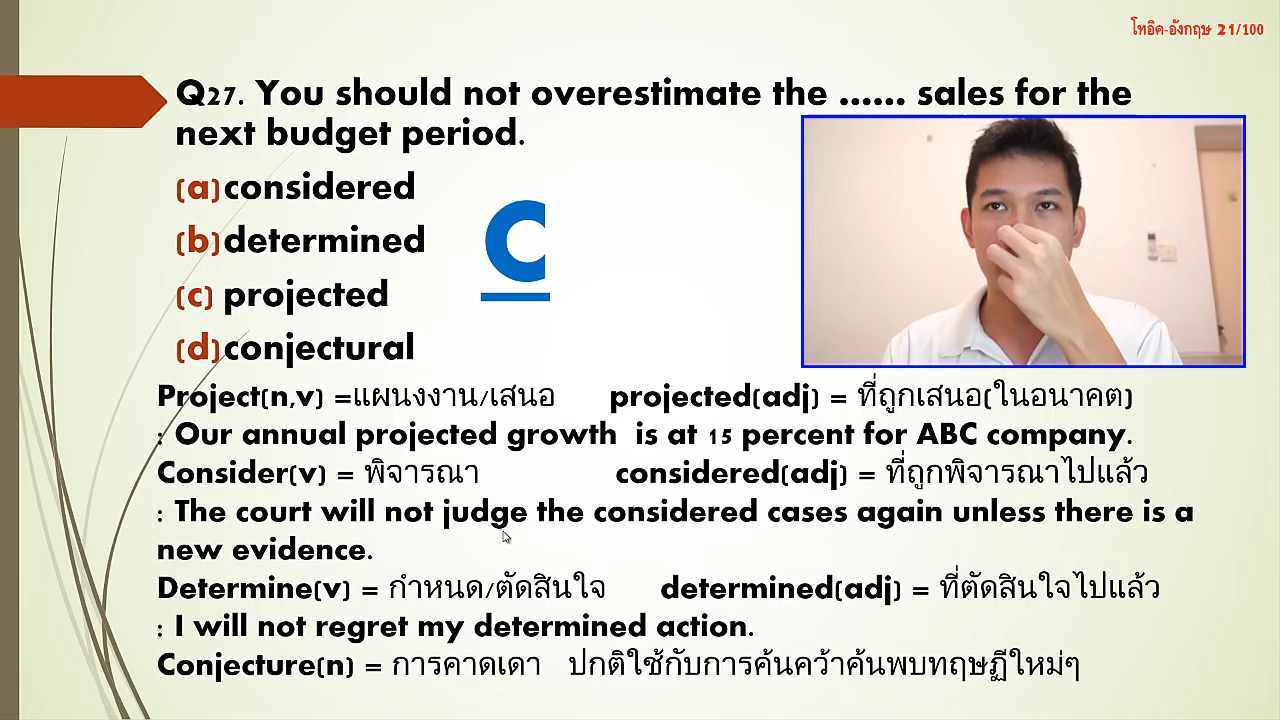 โทอิค-อังกฤษ 21/100
Q27. You should not overestimate the ...... sales for the
next budget period.
(a)considered
(b)determined
(c) projected
(d)conjectural
C
Project(n,v) =แผนงงาน/เสนอ projected(adj) = ที่ถูกเสนอ(ในอนาคต)
: Our annual projected growth is at 15 percent for ABC company.
Consider(v) = พิจารณา considered(adj) = ที่ถูกพิจารณาไปแล้ว
: The court will not judge the considered cases again unless there is a
new evidence.
Determine(v) = กำหนด/ตัดสินใจ determined(adj) = ที่ตัดสินใจไปแล้ว
: I will not regret my determined action.
Conjecture(n) = การคาดเดา ปกติใช้กับการค้นคว้าค้นพบทฤษฏีใหม่ๆ